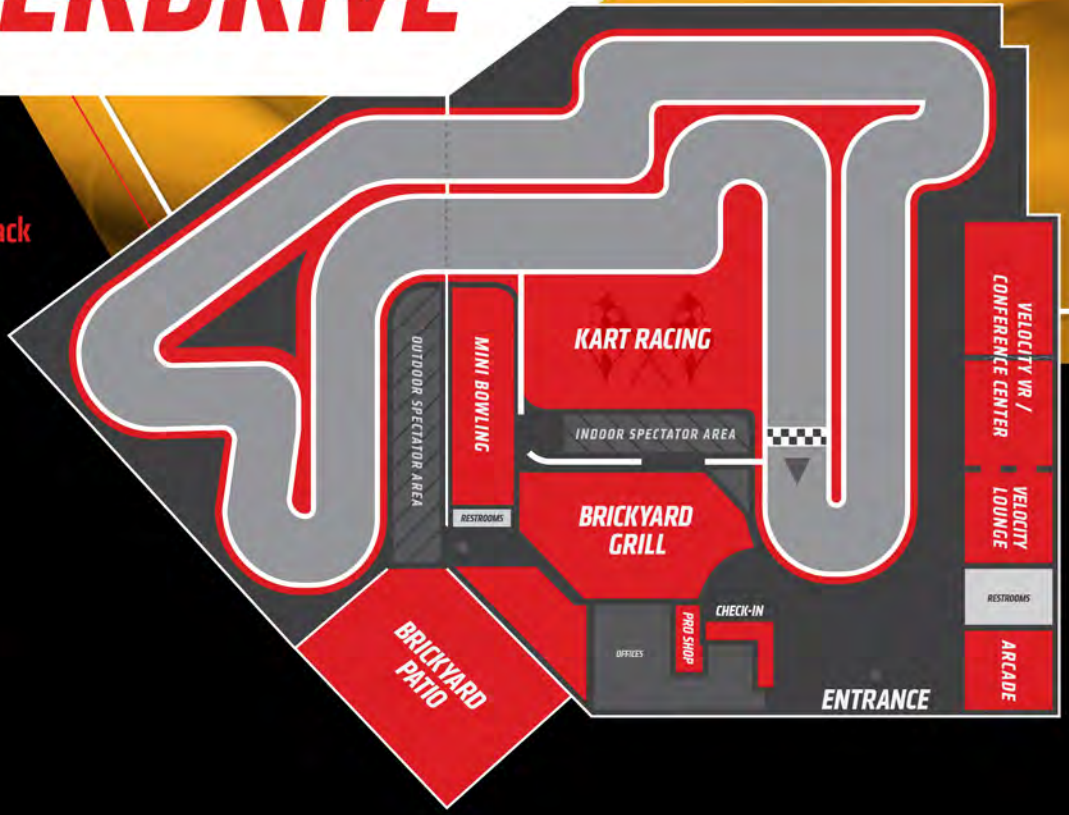 ERDRIVE
ack
KART RACING
OUTDOOR SPECTATOR AREA
MINI BOWLING
INDOOR SPECTATOR AREA
VELOCITY VR /
CONFERENCE CENTER
VELOCITY
LOUNGE
RESTROOMS
BRICKYARD
GRILL
RESTROOMS
CHECK-IN
PRO SHOP
OFFICES
BRICKYARD
PATIO
ARCADE
ENTRANCE